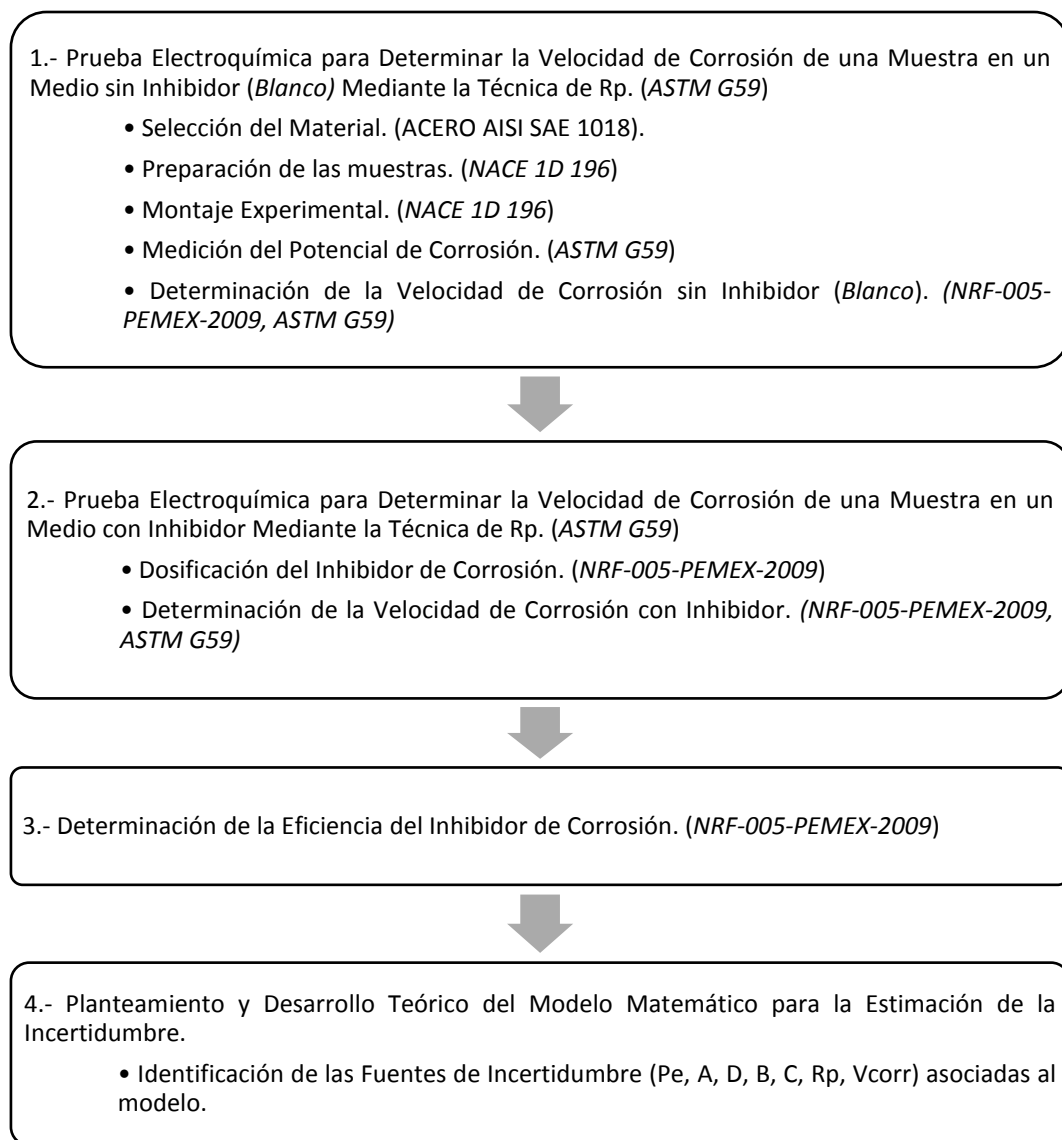 1.- Prueba Electroquímica para Determinar la Velocidad de Corrosión de una Muestra en un
Medio sin Inhibidor (Blanco) Mediante la Técnica de Rp. (ASTM G59)
• Selección del Material. (ACERO AISI SAE 1018).
• Preparación de las muestras. (NACE 1D 196)
• Montaje Experimental. (NACE 1D 196)
• Medición del Potencial de Corrosión. (ASTM G59)
• Determinación de la Velocidad de Corrosión sin Inhibidor (Blanco). (NRF-005-
PEMEX-2009, ASTM G59)
2.- Prueba Electroquímica para Determinar la Velocidad de Corrosión de una Muestra en un
Medio con Inhibidor Mediante la Técnica de Rp. (ASTM G59)
• Dosificación del Inhibidor de Corrosión. (NRF-005-PEMEX-2009)
• Determinación de la Velocidad de Corrosión con Inhibidor. (NRF-005-PEMEX-2009,
ASTM G59)
3.- Determinación de la Eficiencia del Inhibidor de Corrosión. (NRF-005-PEMEX-2009)
4.- Planteamiento y Desarrollo Teórico del Modelo Matemático para la Estimación de la
Incertidumbre.
• Identificación de las Fuentes de Incertidumbre (Pe, A, D, B, C, Rp, Vcorr) asociadas al
modelo.